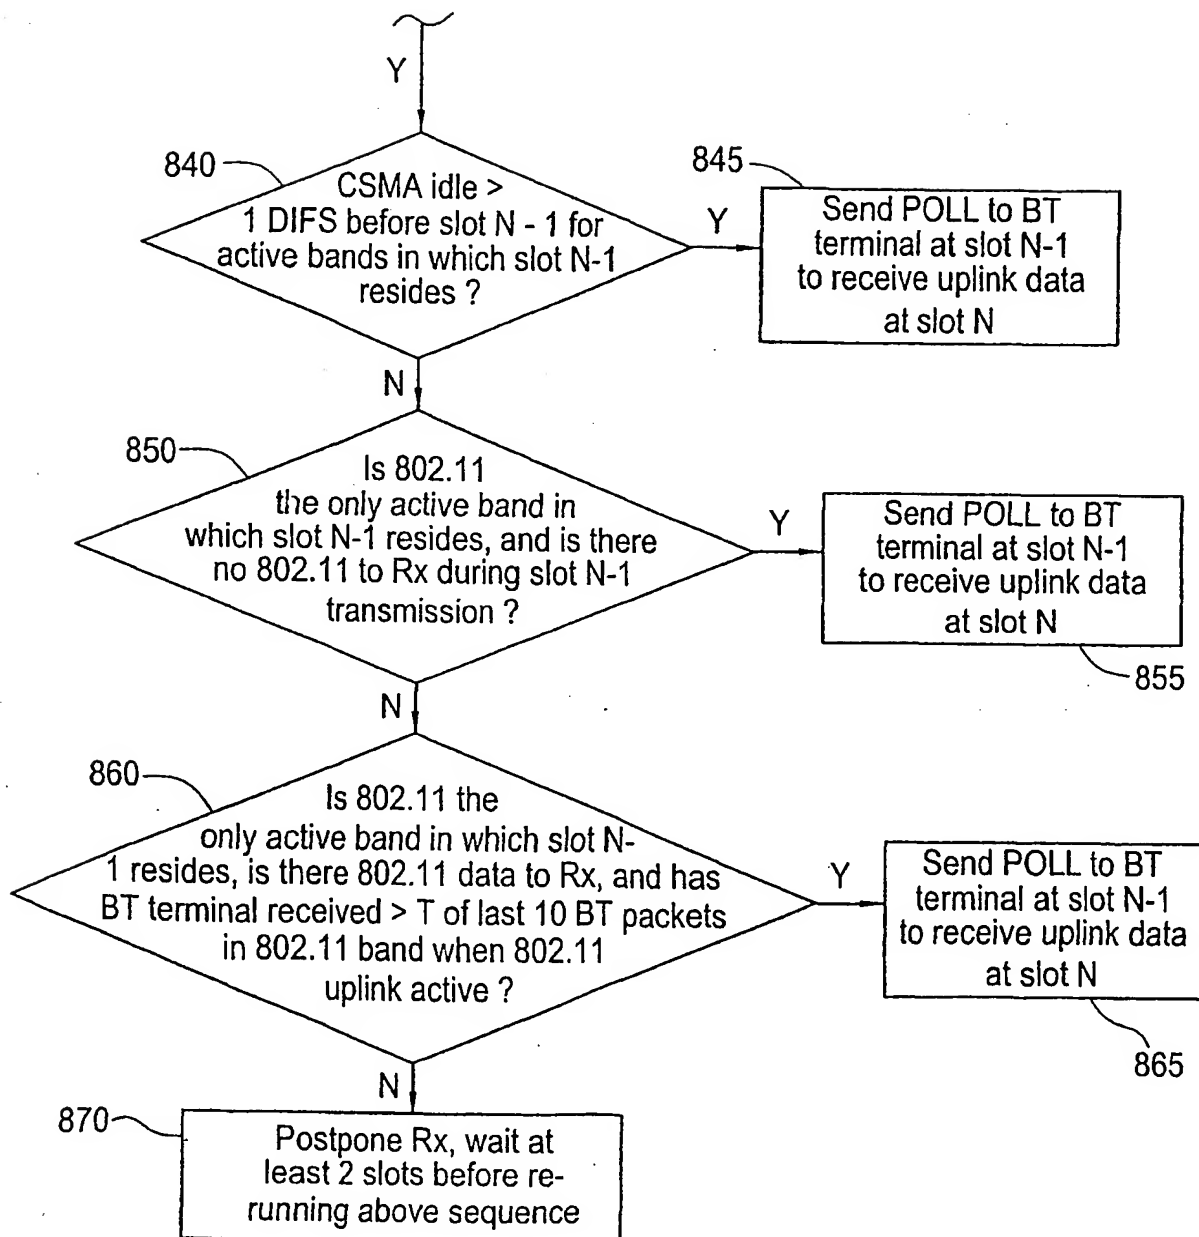 Y
840
CSMA idle >
1 DIFS before slot N - 1 for
active bands in which slot N-1
resides ?
Y
845
Send POLL to BT
terminal at slot N-1
to receive uplink data
at slot N
N
850
Is 802.11
the only active band in
which slot N-1 resides, and is there
no 802.11 to Rx during slot N-1
transmission ?
Y
Send POLL to BT
terminal at slot N-1
to receive uplink data
at slot N
855
N
860
Is 802.11 the
only active band in which slot N-
1 resides, is there 802.11 data to Rx, and has
BT terminal received > T of last 10 BT packets
in 802.11 band when 802.11
uplink active ?
Y
Send POLL to BT
terminal at slot N-1
to receive uplink data
at slot N
865
N
870
Postpone Rx, wait at
least 2 slots before re-
running above sequence